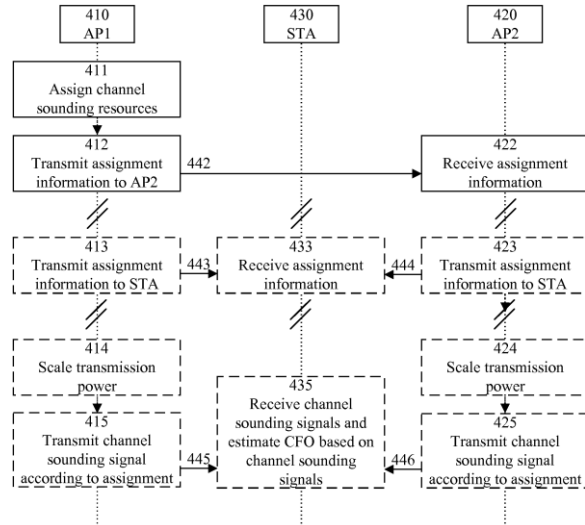 410
AP1
430
STA
420
AP2
411
Assign channel
sounding resources
412
Transmit assignment
information to AP2
442
422
Receive assignment
information
413
Transmit assignment
information to STA
443
433
Receive assignment
information
444
423
Transmit assignment
information to STA
414
Scale transmission
power
424
Scale transmission
power
435
Receive channel
sounding signals and
estimate CFO based on
channel sounding
signals
415
Transmit channel
sounding signal
according to assignment
445
446
425
Transmit channel
sounding signal
according to assignment